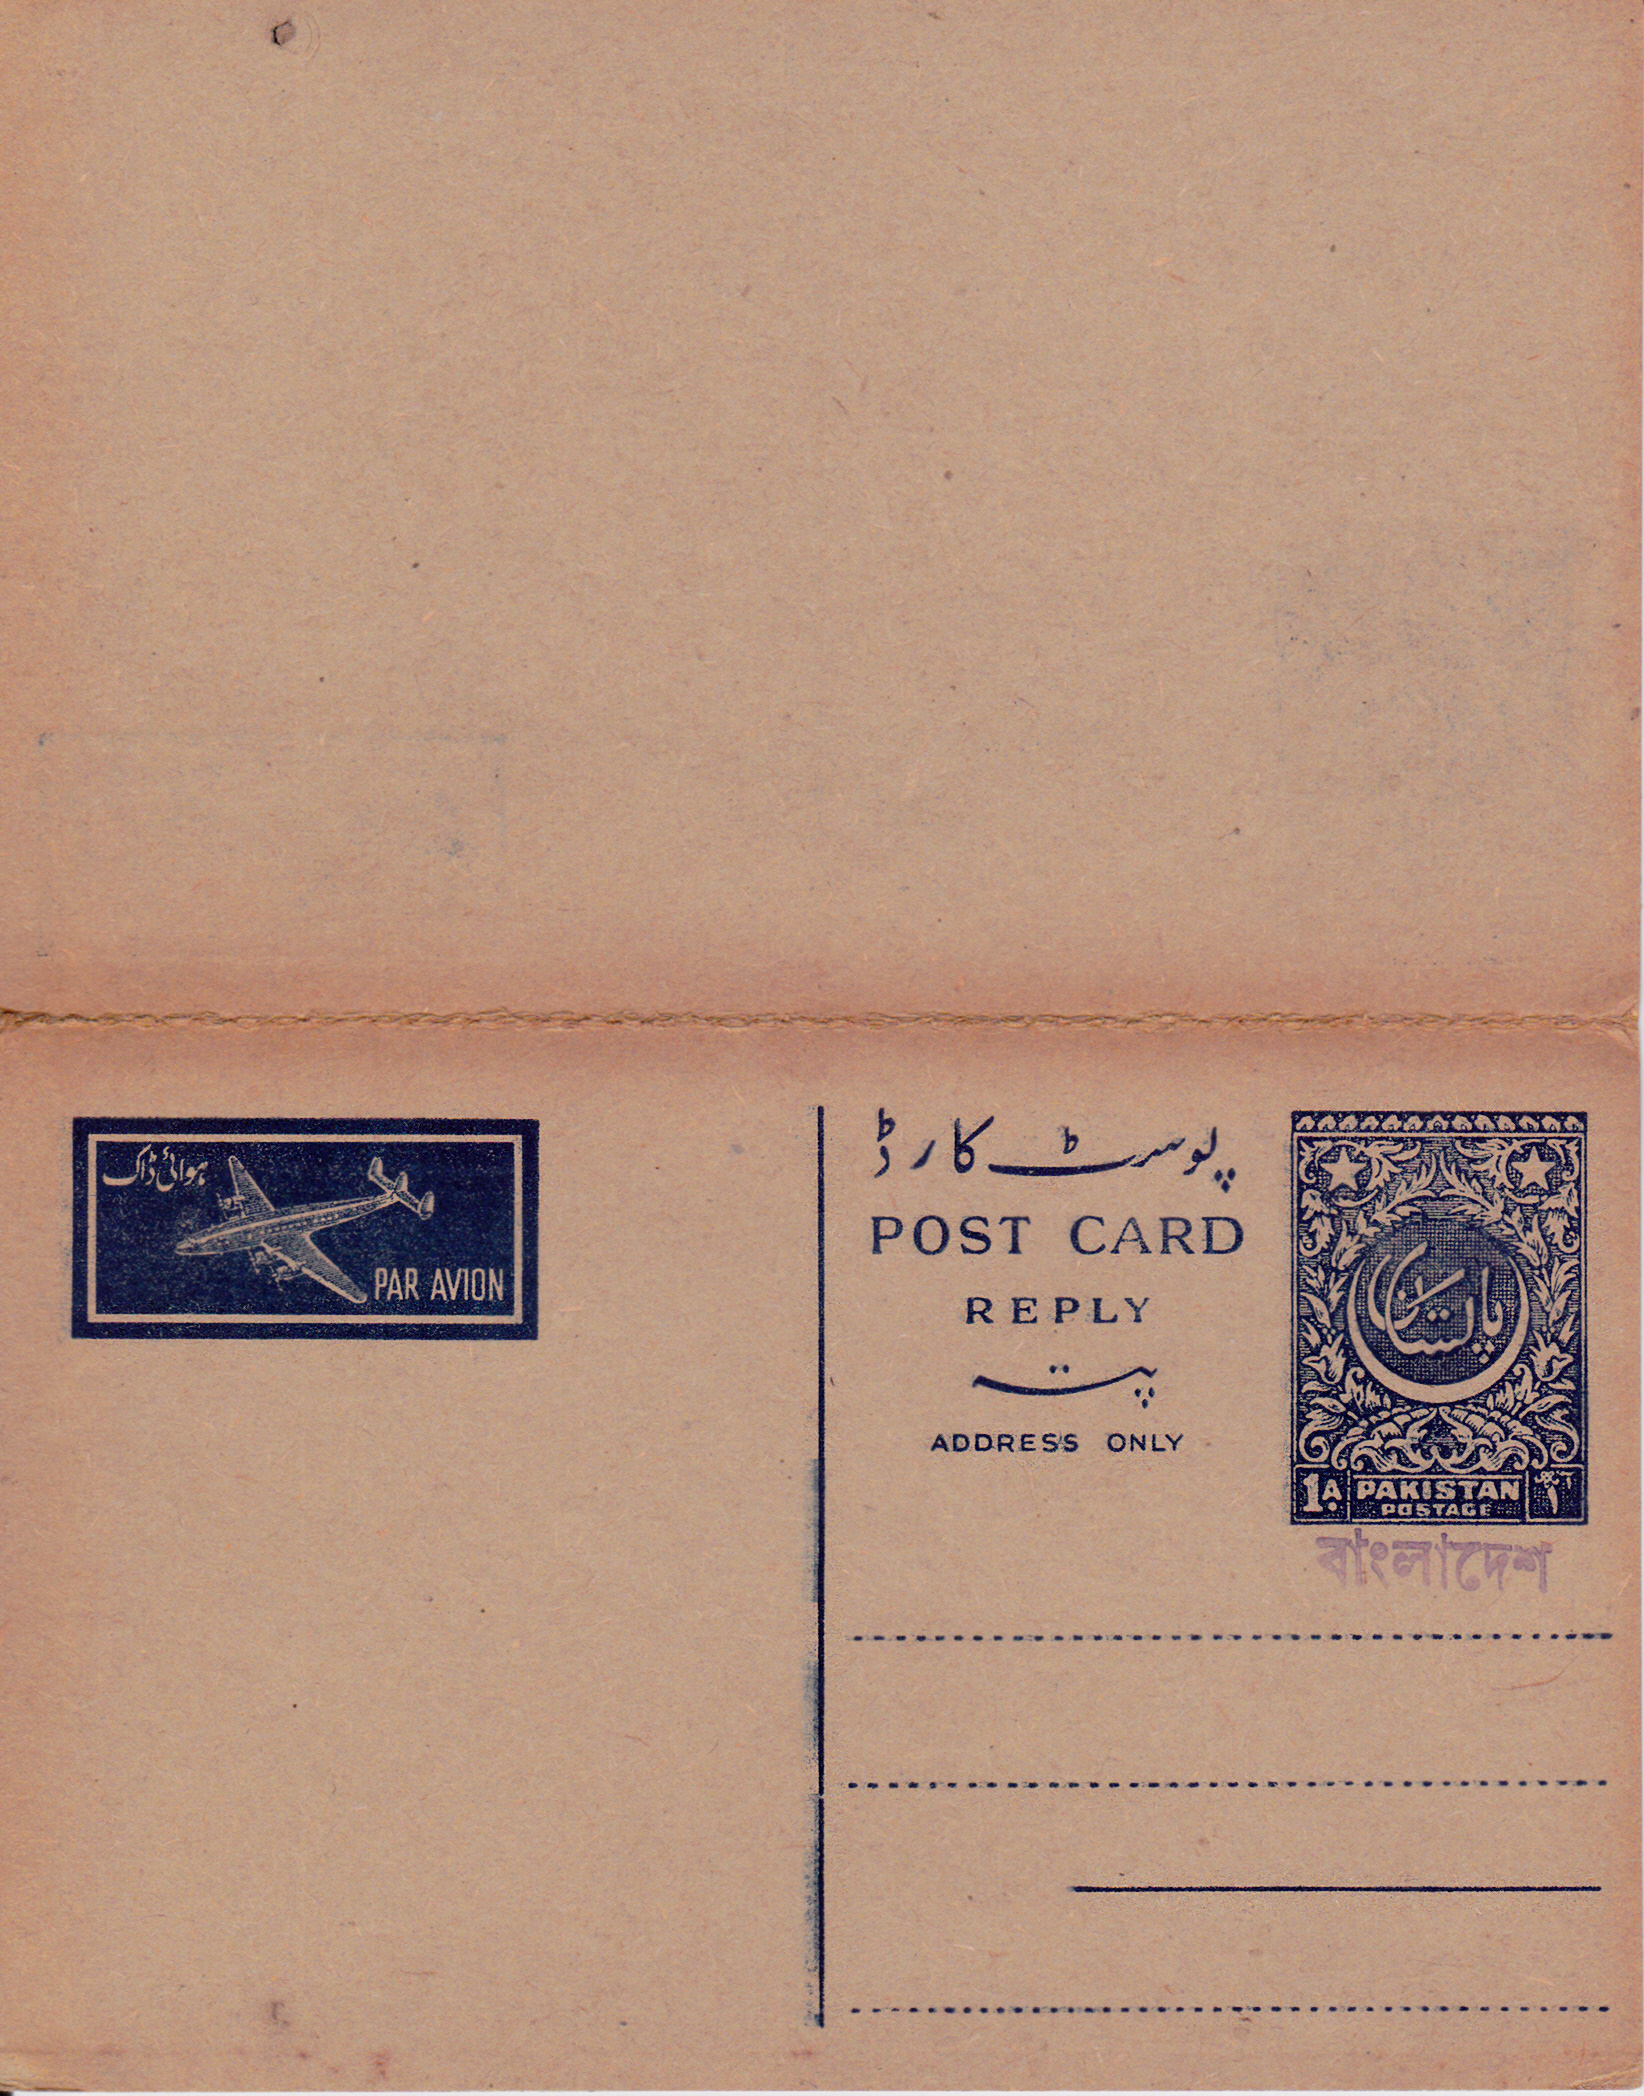 ہوائی ڈاک
PAR AVION
پوسٹ کارڈ
POST CARD
REPLY
پتہ
ADDRESS ONLY
پاکستان
1A. PAKISTAN
POSTAGE
বাংলাদেশ